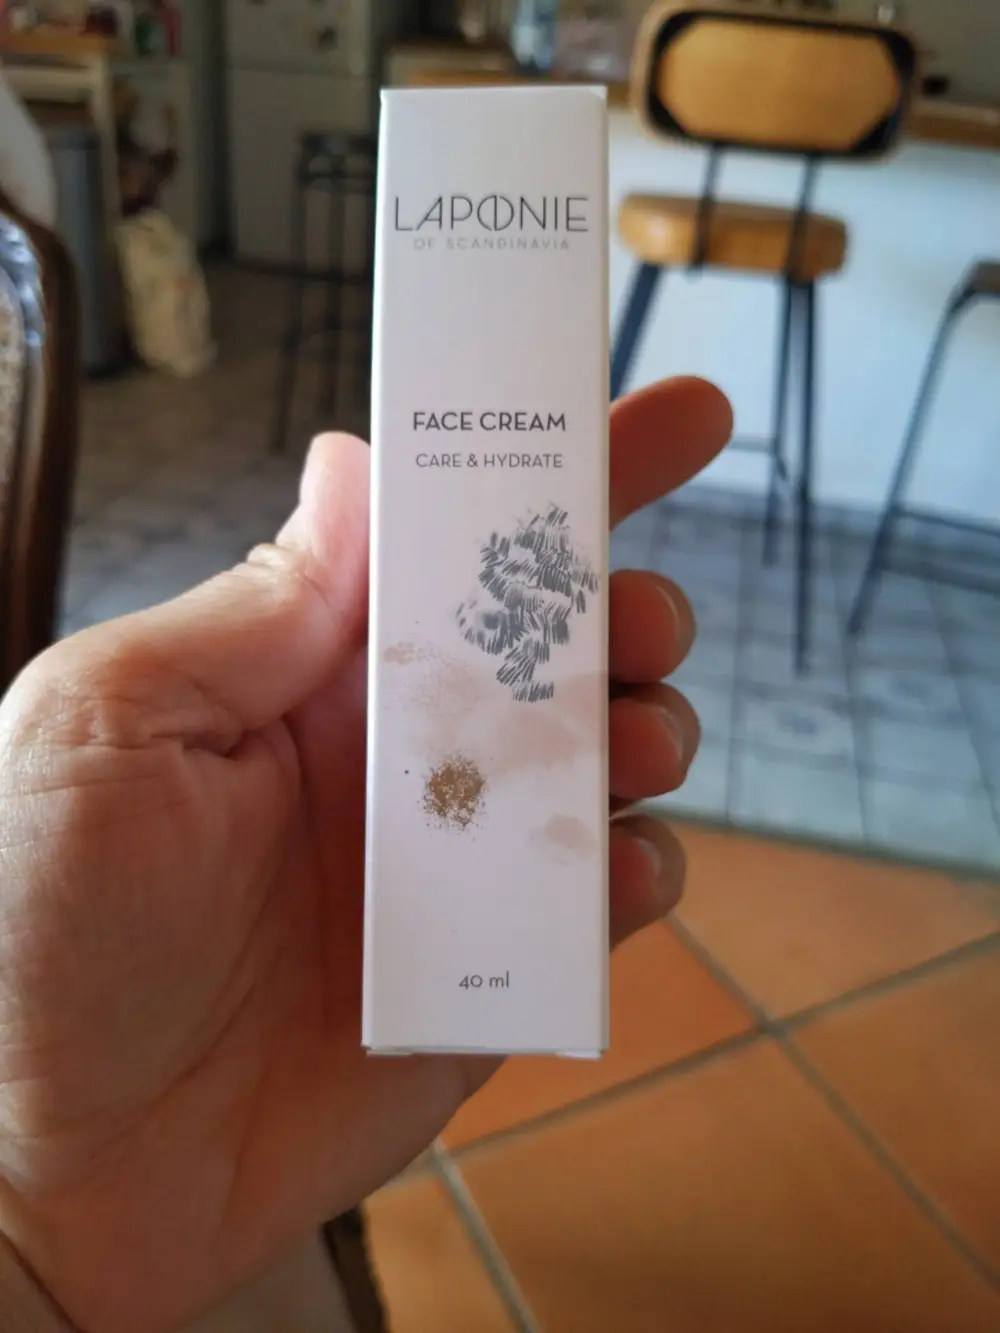 LAPONIE
OF SCANDINAVIA
FACE CREAM
CARE & HYDRATE
40 ml